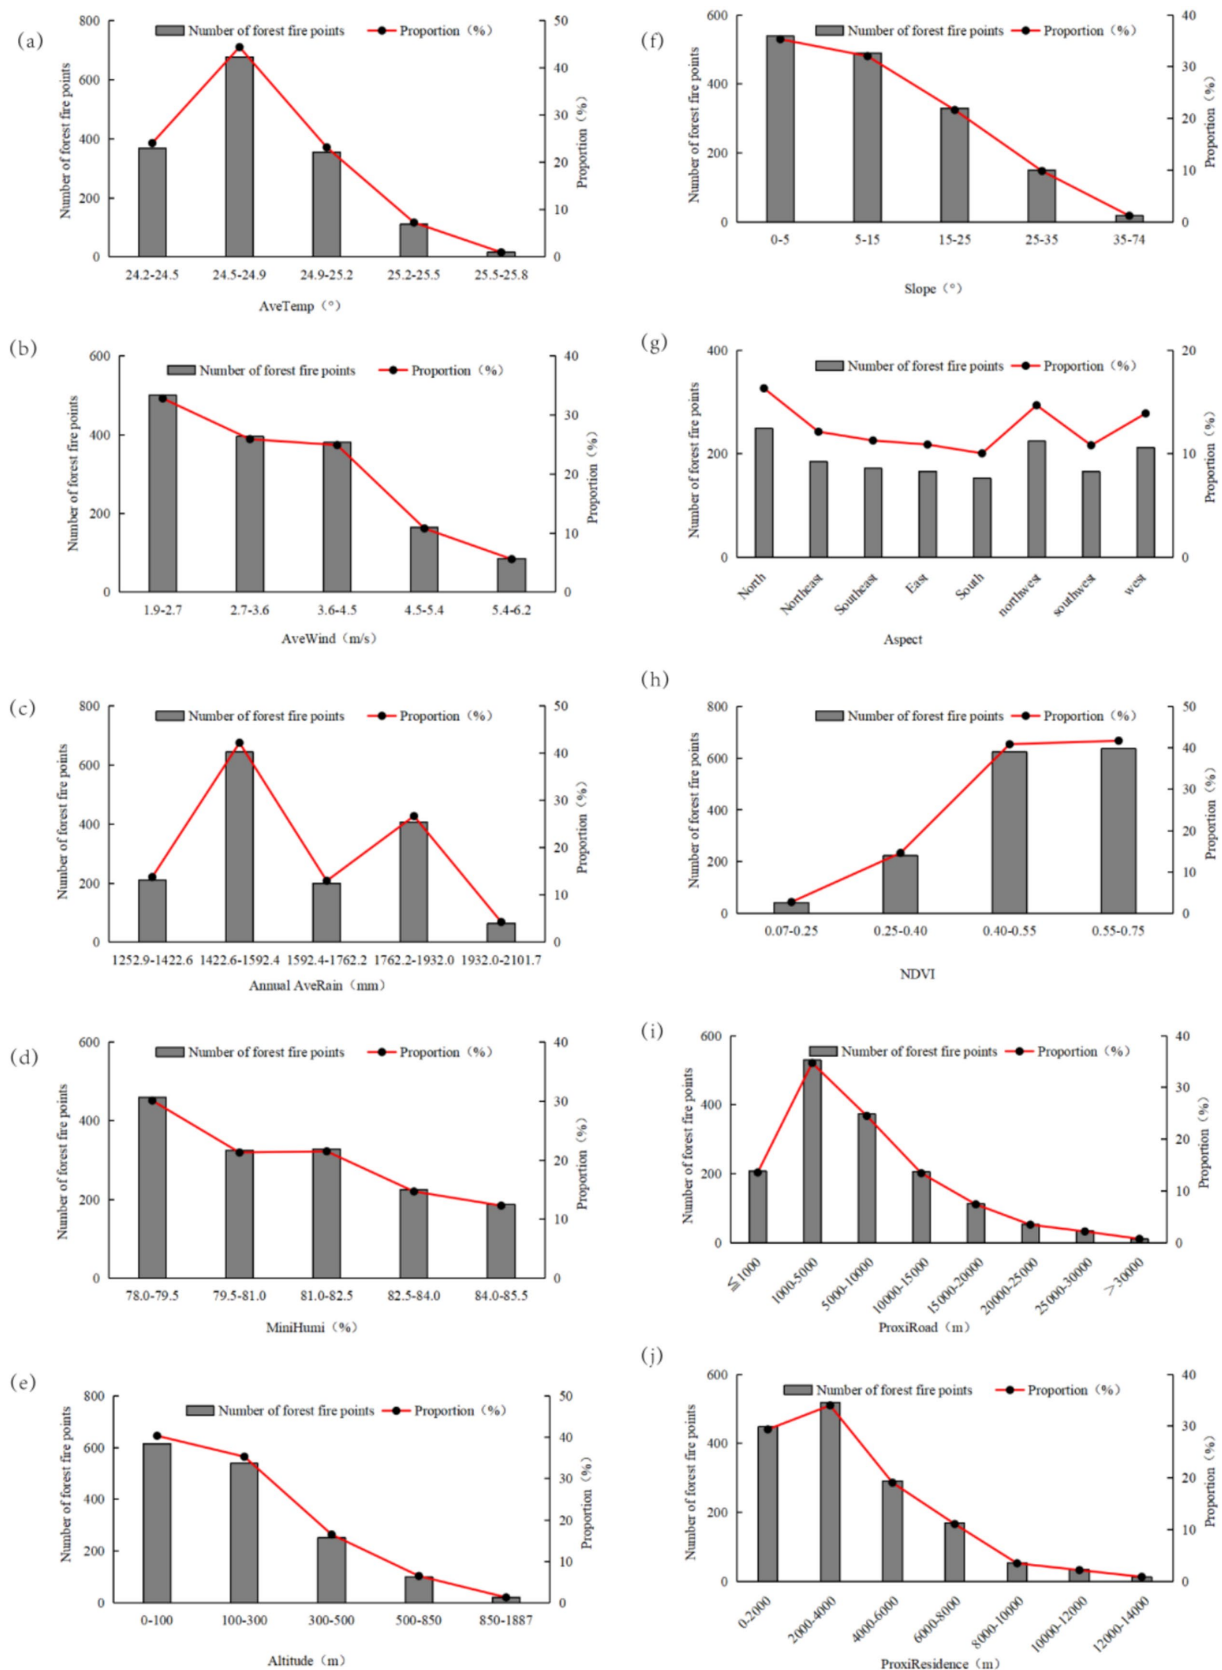 (a)
Number of forest fire points
Proportion (%)
Number of forest fire points
800
600
400
200
0
50
40
30
20
10
0
Proportion (%)
24.2-24.5
24.5-24.9
24.9-25.2
25.2-25.5
25.5-25.8
AveTemp (°)
(b)
Number of forest fire points
Proportion (%)
Number of forest fire points
600
400
200
0
40
30
20
10
0
Proportion (%)
1.9-2.7
2.7-3.6
3.6-4.5
4.5-5.4
5.4-6.2
AveWind (m/s)
(c)
Number of forest fire points
Proportion (%)
Number of forest fire points
800
600
400
200
0
50
40
30
20
10
0
Proportion (%)
1252.9-1422.6
1422.6-1592.4
1592.4-1762.2
1762.2-1932.0
1932.0-2101.7
Annual AveRain (mm)
(d)
Number of forest fire points
Proportion (%)
Number of forest fire points
600
400
200
0
40
30
20
10
0
Proportion (%)
78.0-79.5
79.5-81.0
81.0-82.5
82.5-84.0
84.0-85.5
MiniHumi (%)
(e)
Number of forest fire points
Proportion (%)
Number of forest fire points
800
600
400
200
0
50
40
30
20
10
0
Proportion (%)
0-100
100-300
300-500
500-850
850-1887
Altitude (m)
(f)
Number of forest fire points
Proportion (%)
Number of forest fire points
600
400
200
0
40
30
20
10
0
Proportion (%)
0-5
5-15
15-25
25-35
35-74
Slope (°)
(g)
Number of forest fire points
Proportion (%)
Number of forest fire points
400
200
0
20
10
0
Proportion (%)
North
Northeast
Southeast
East
South
northwest
southwest
west
Aspect
(h)
Number of forest fire points
Proportion (%)
Number of forest fire points
800
600
400
200
0
50
40
30
20
10
0
Proportion (%)
0.07-0.25
0.25-0.40
0.40-0.55
0.55-0.75
NDVI
(i)
Number of forest fire points
Proportion (%)
Number of forest fire points
600
400
200
0
40
30
20
10
0
Proportion (%)
≦1000
1000-5000
5000-10000
10000-15000
15000-20000
20000-25000
25000-30000
>30000
ProxiRoad (m)
(j)
Number of forest fire points
Proportion (%)
Number of forest fire points
600
400
200
0
40
30
20
10
0
Proportion (%)
0-2000
2000-4000
4000-6000
6000-8000
8000-10000
10000-12000
12000-14000
ProxiResidence (m)